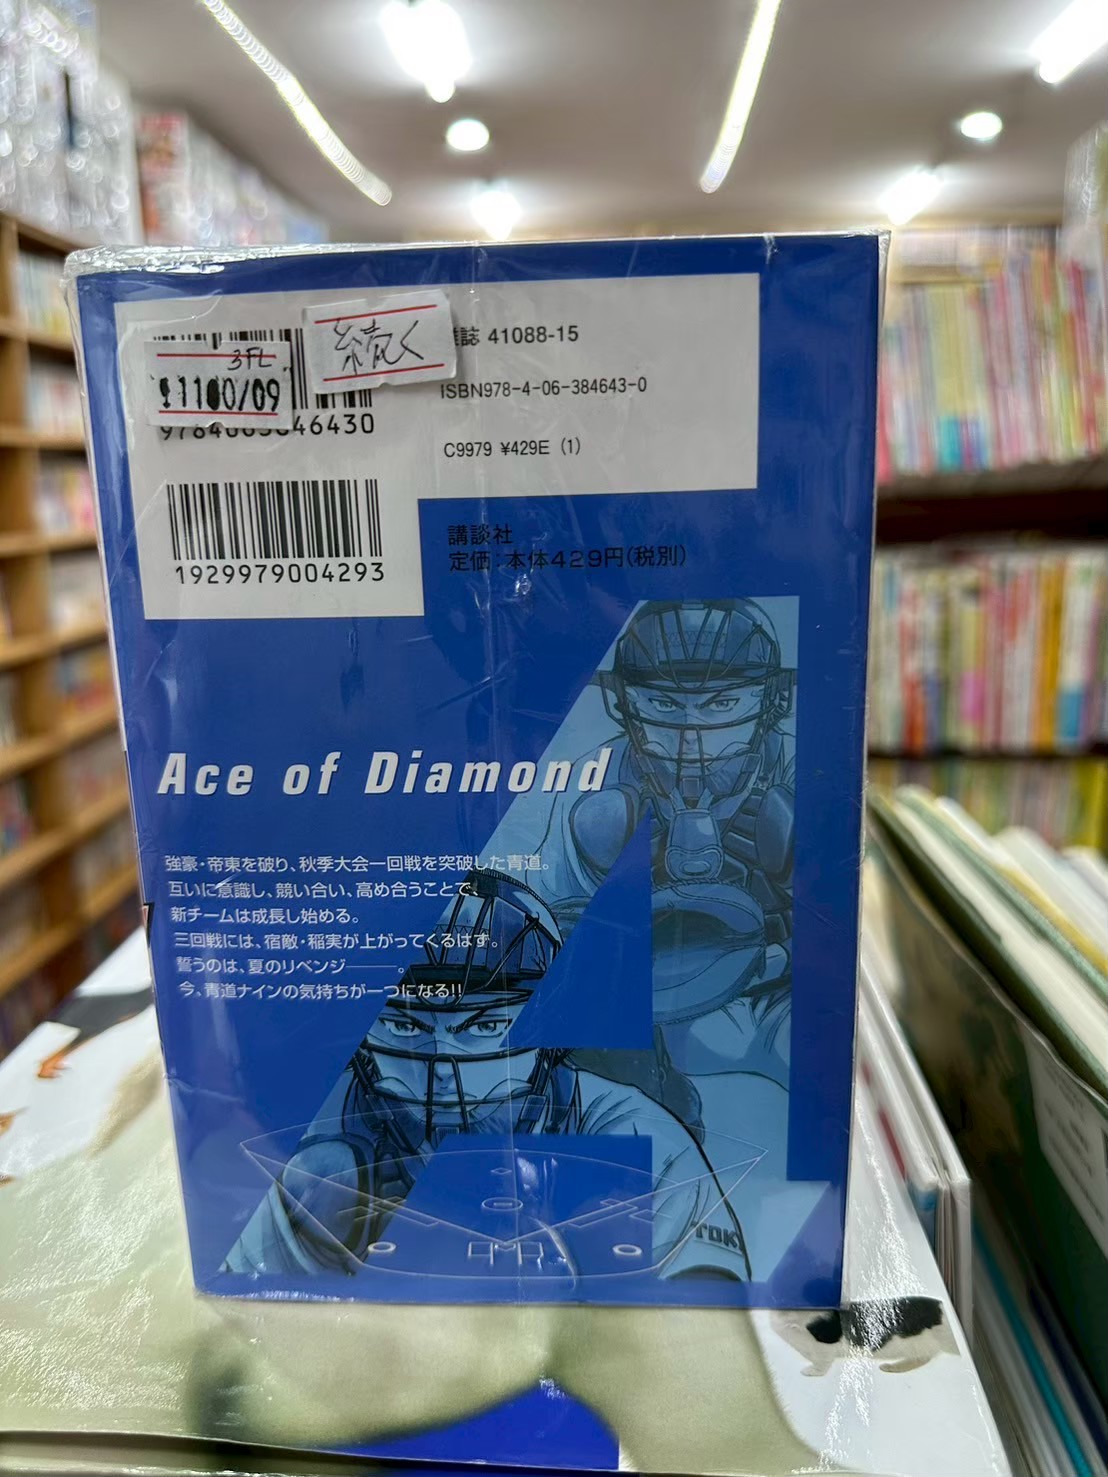 続く
3FL
1100/09
誌 41088-15
ISBN978-4-06-384643-0
C9979 ¥429E (1)
46430
1929979004293
講談社
定価：本体429円(税別)
Ace of Diamond
強豪・帝東を破り、秋季大会一回戦を突破した青道。
互いに意識し、競い合い、高め合うことで、
新チームは成長し始める。
三回戦には、宿敵・稲実が上がってくるはず。
誓うのは、夏のリベンジ———。
今、青道ナインの気持ちが一つになる!!
TOK